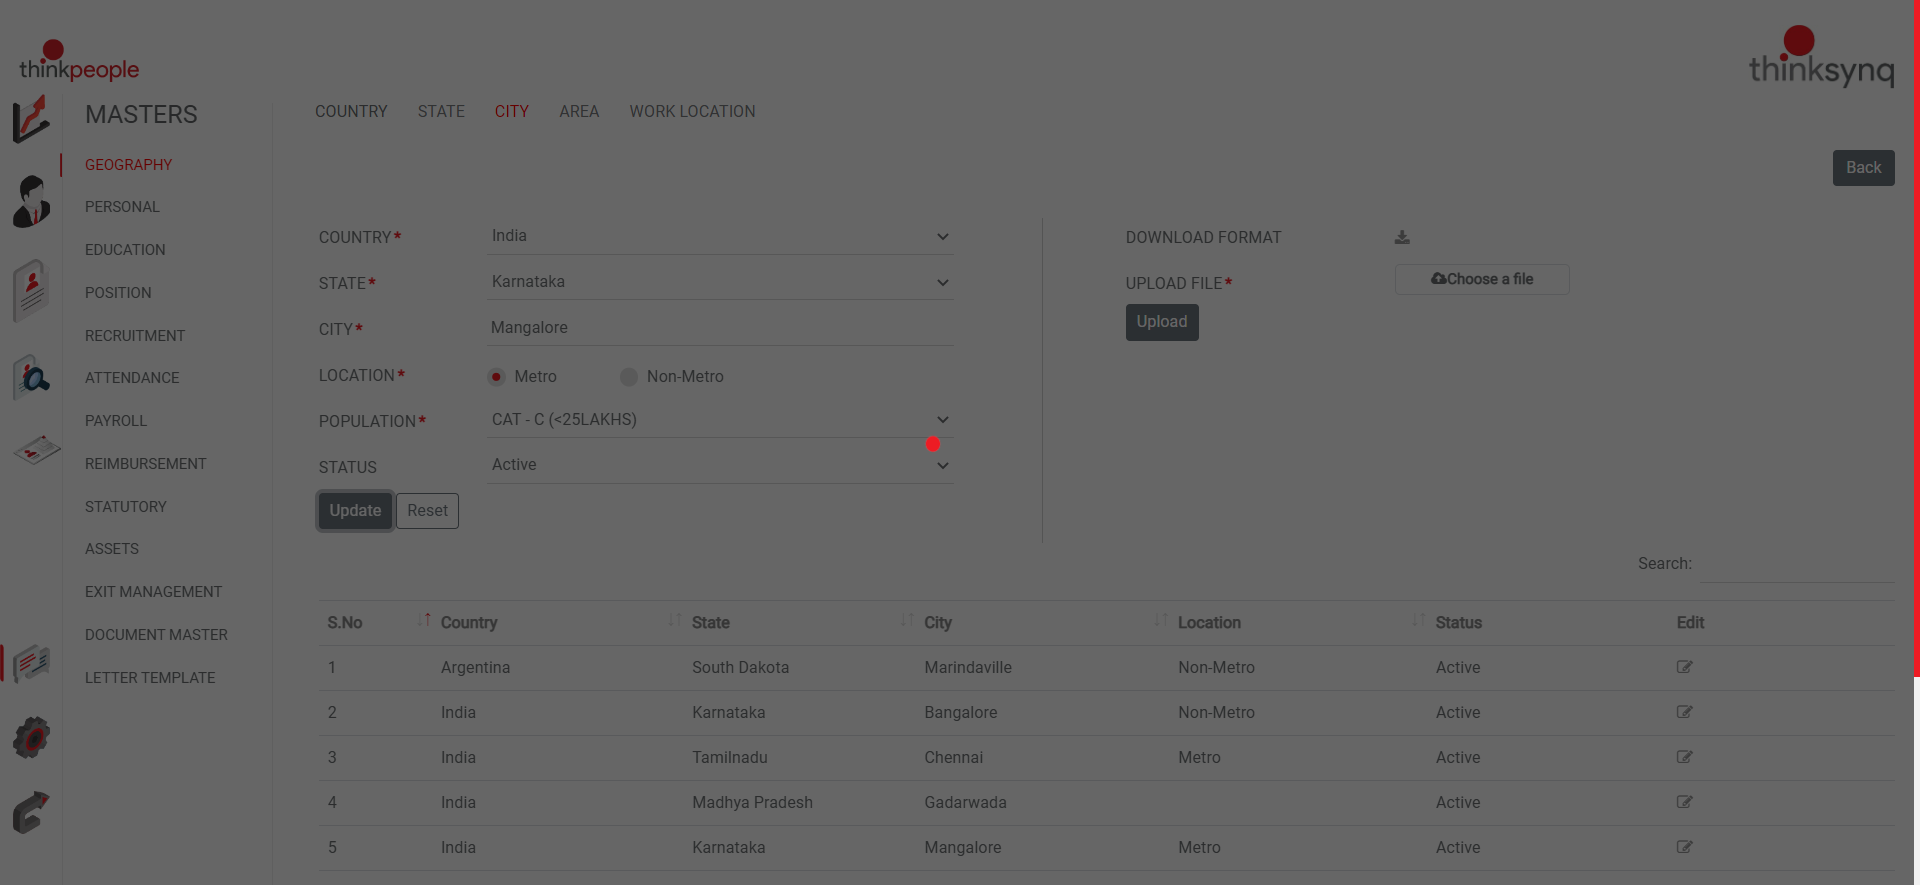 thinkpeople
thinksynq
MASTERS
COUNTRY STATE CITY AREA WORK LOCATION
GEOGRAPHY
PERSONAL
EDUCATION
POSITION
RECRUITMENT
ATTENDANCE
PAYROLL
REIMBURSEMENT
STATUTORY
ASSETS
EXIT MANAGEMENT
DOCUMENT MASTER
LETTER TEMPLATE
Back
COUNTRY* India
STATE* Karnataka
CITY* Mangalore
LOCATION* Metro Non-Metro
POPULATION* CAT - C (<25LAKHS)
STATUS Active
Update Reset
DOWNLOAD FORMAT
UPLOAD FILE* Choose a file
Upload
Search:
S.No Country State City Location Status Edit
1 Argentina South Dakota Marindaville Non-Metro Active
2 India Karnataka Bangalore Non-Metro Active
3 India Tamilnadu Chennai Metro Active
4 India Madhya Pradesh Gadarwada Active
5 India Karnataka Mangalore Metro Active